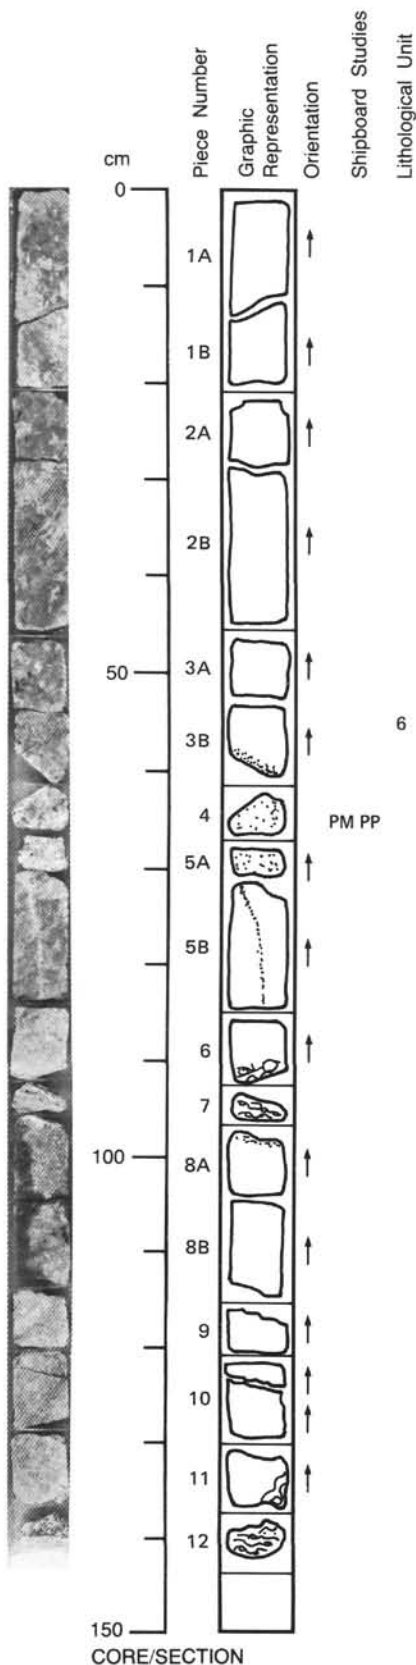 cm
Piece Number
Graphic Representation
Orientation
Shipboard Studies
Lithological Unit
0
1A
1B
2A
2B
50
3A
3B
6
4 PM PP
5A
5B
6
7
100
8A
8B
9
10
11
12
150
CORE/SECTION